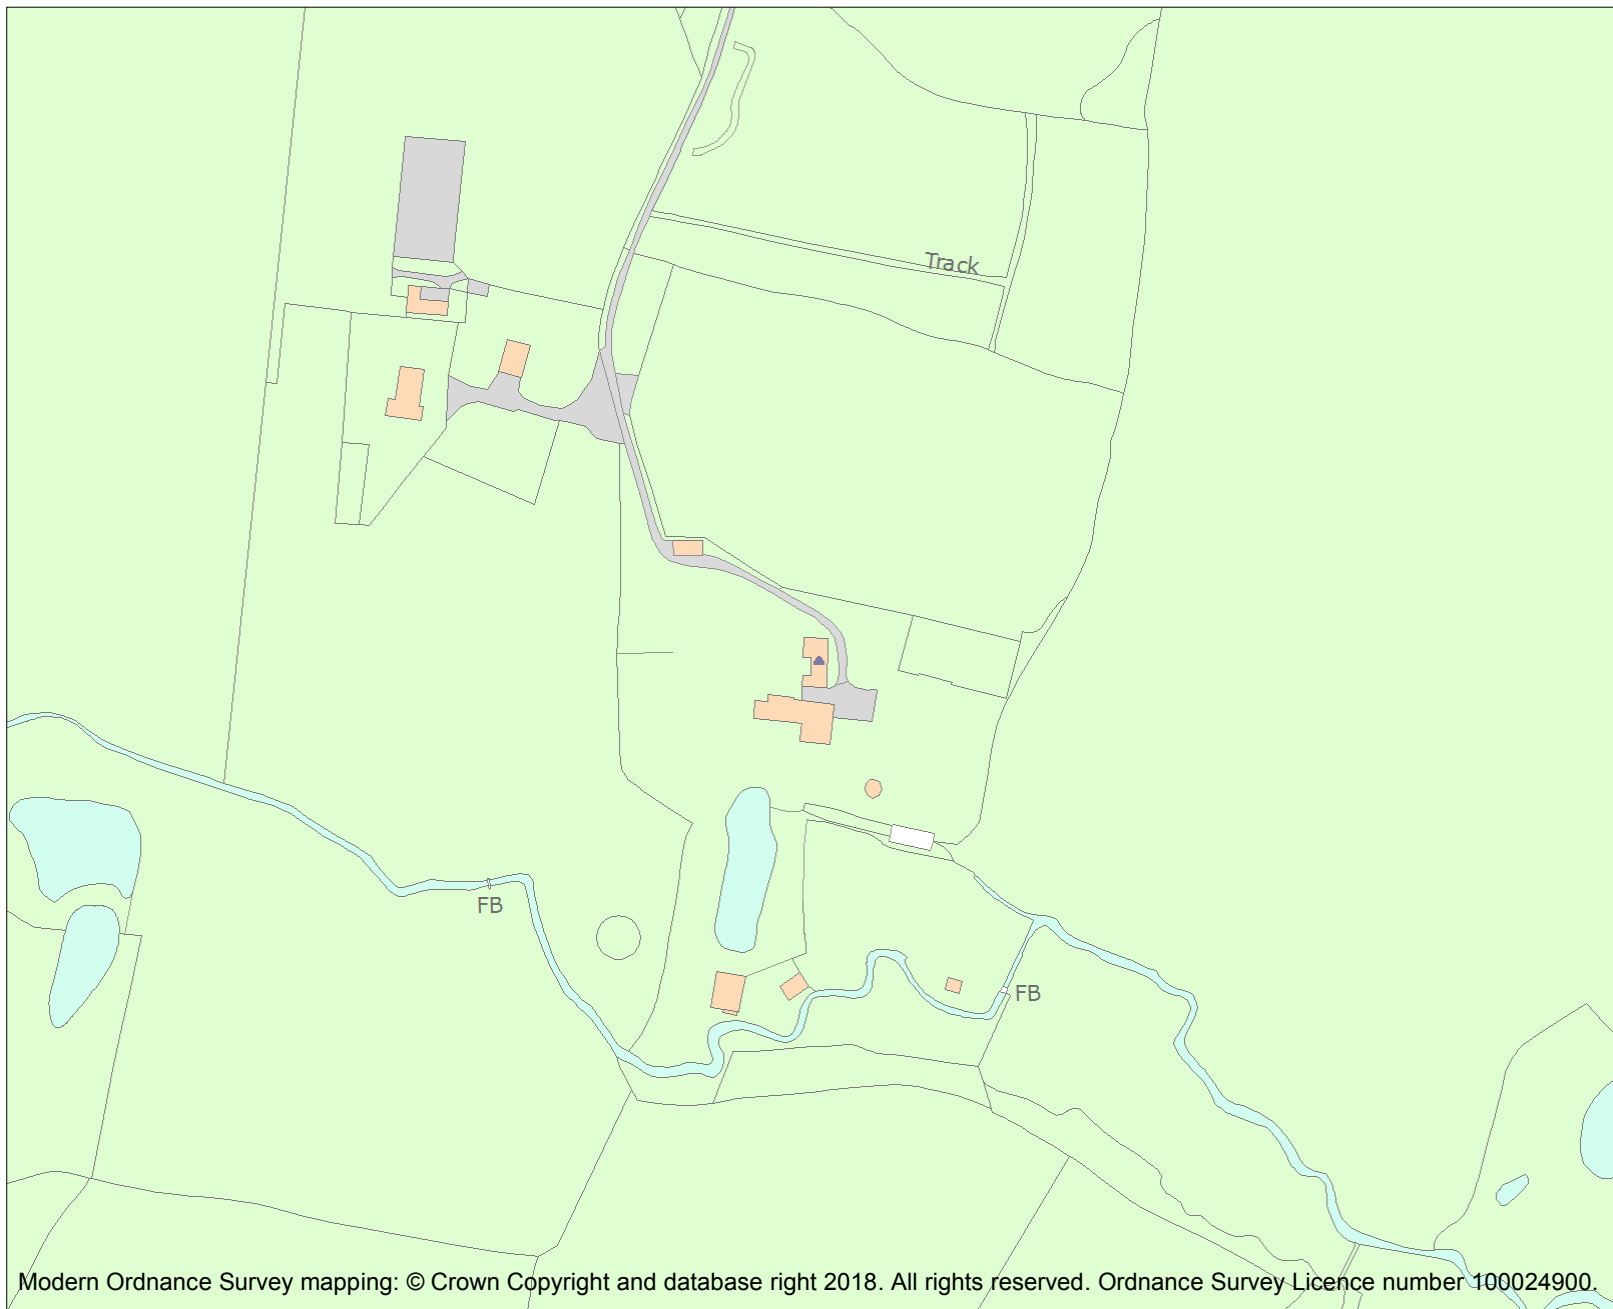 Track
FB
FB
Modern Ordnance Survey mapping: © Crown Copyright and database right 2018. All rights reserved. Ordnance Survey Licence number 100024900.